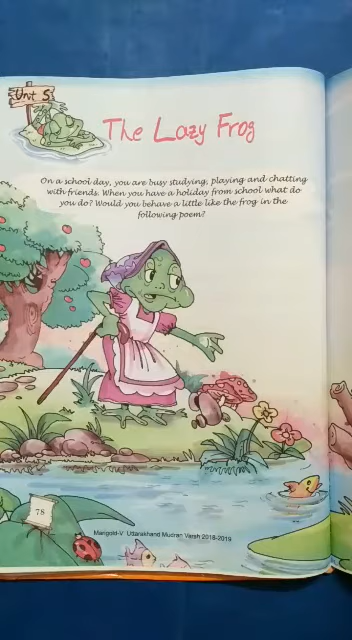 Unit 5
The Lazy Frog
On a school day, you are busy studying, playing and chatting
with friends. When you have a holiday from school what do
you do? Would you behave a little like the frog in the
following poem?
78
Marigold-V Uttarakhand Mudran Varsh 2018-2019